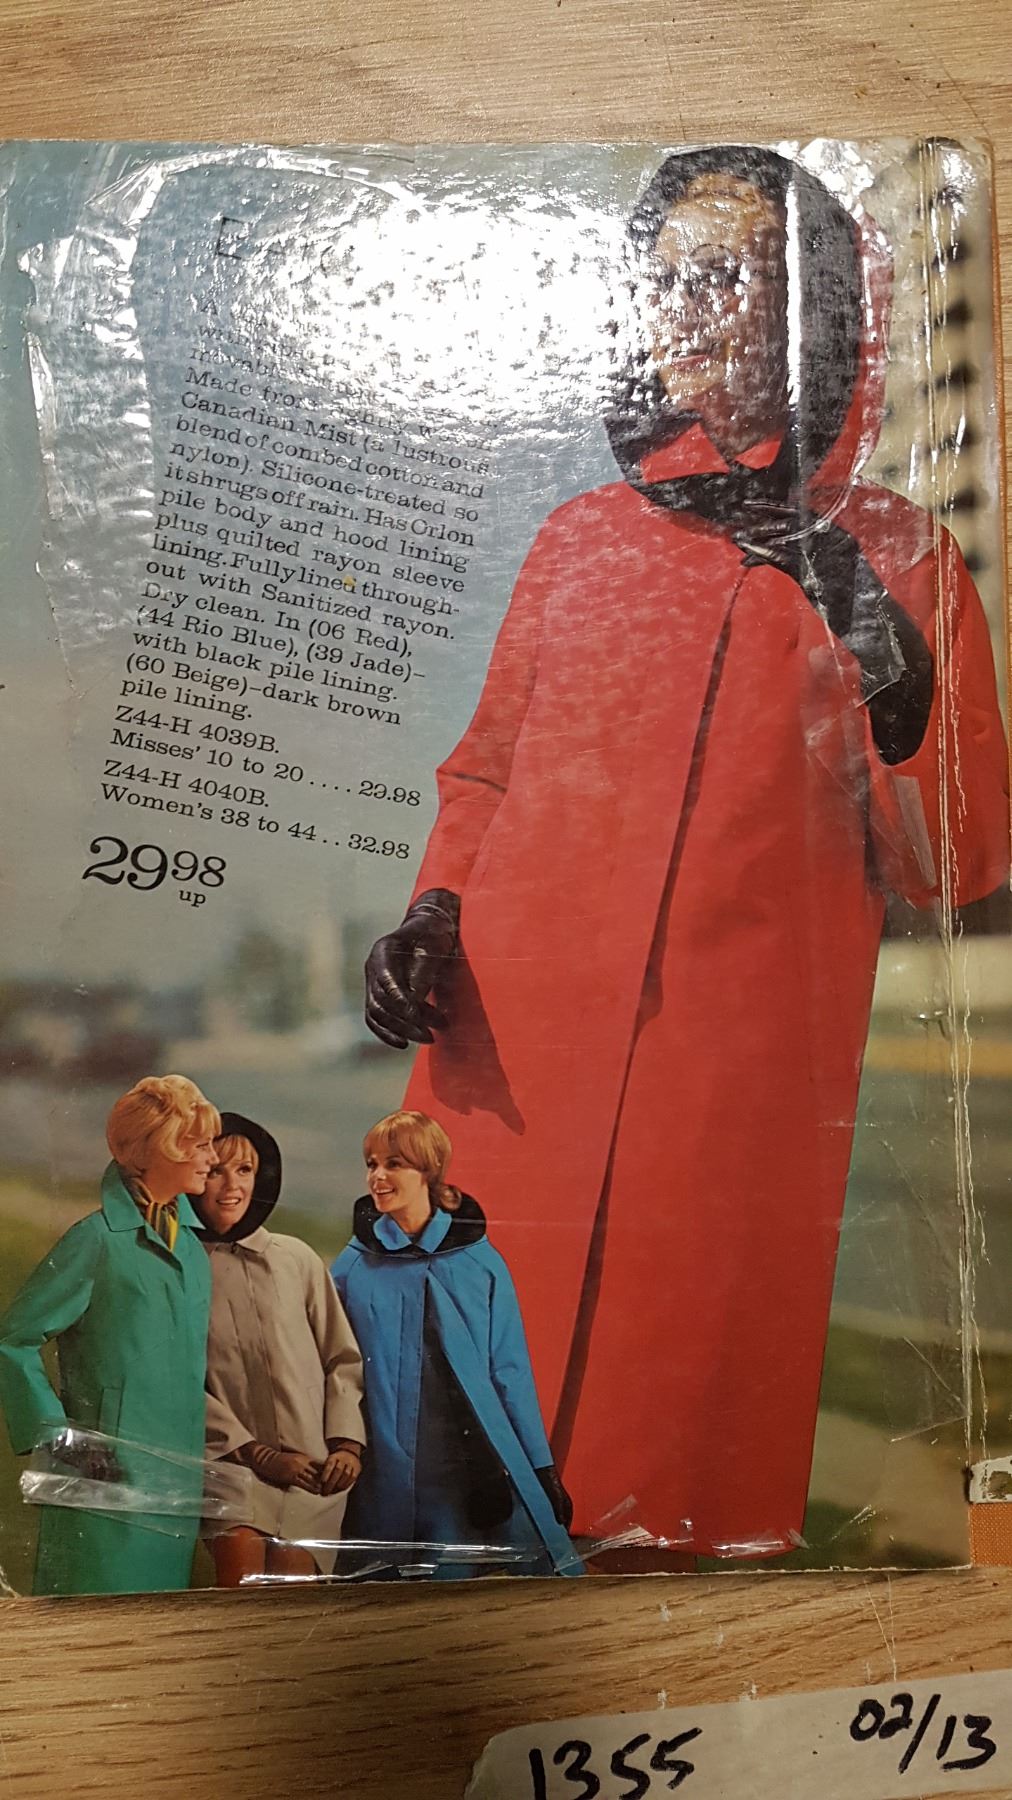 Made from tightly woven
Canadian Mist (a lustrous
blend of combed cotton and
nylon). Silicone-treated so
it shrugs off rain. Has Orlon
pile body and hood lining
plus quilted rayon sleeve
lining. Fully lined through-
out with Sanitized rayon.
Dry clean. In (06 Red),
(44 Rio Blue), (39 Jade)–
with black pile lining.
(60 Beige)–dark brown
pile lining.
Z44-H 4039B.
Misses' 10 to 20 .... 29.98
Z44-H 4040B.
Women's 38 to 44 .. 32.98
29 98
up
1355 02/13